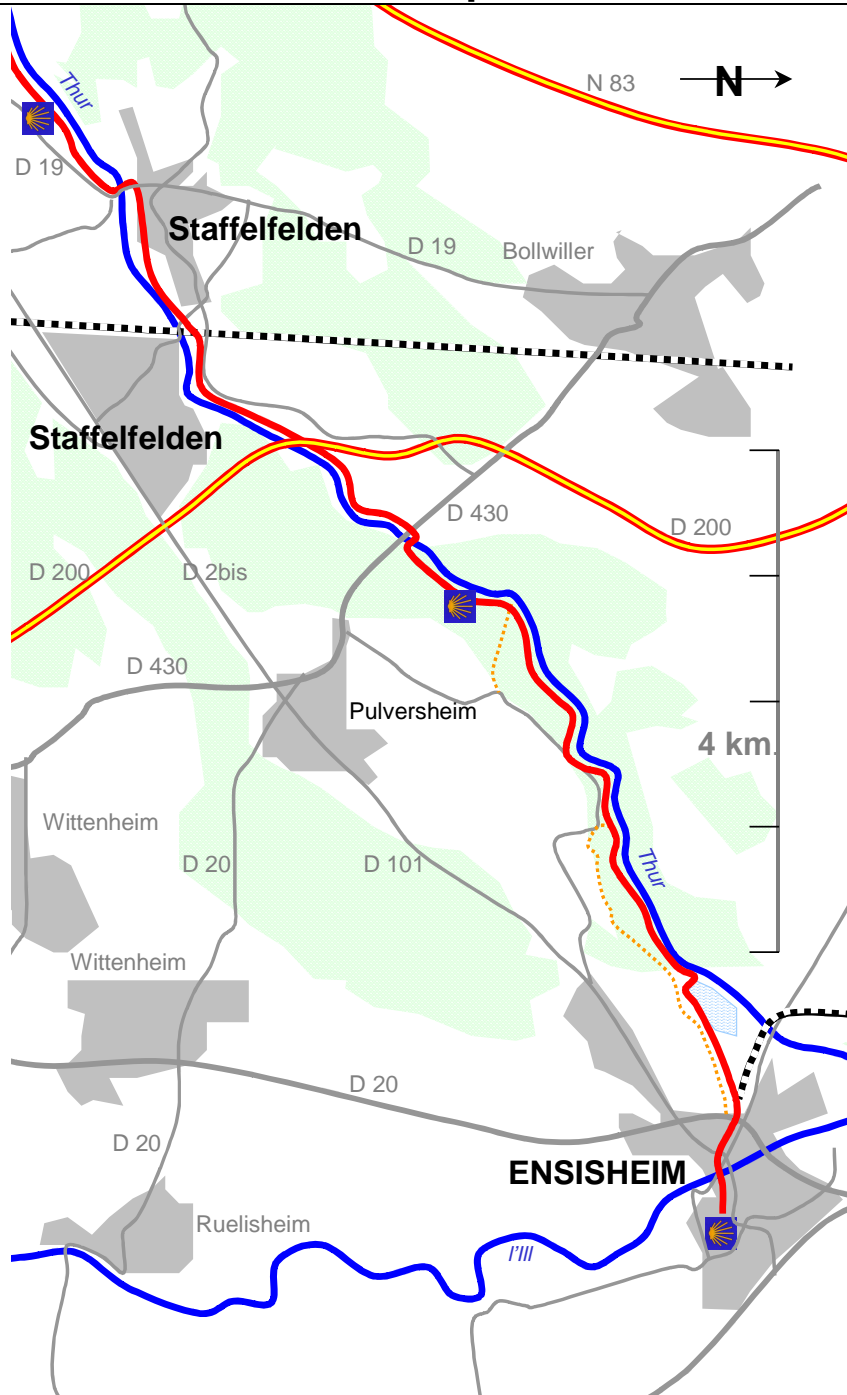 N 83
N
Thur
D 19
Staffelfelden
D 19
Bollwiller
Staffelfelden
D 430
D 200
D 200
D 2bis
D 430
Pulversheim
4 km
Wittenheim
D 20
D 101
Thur
Wittenheim
D 20
D 20
ENSISHEIM
Ruelisheim
l'Ill